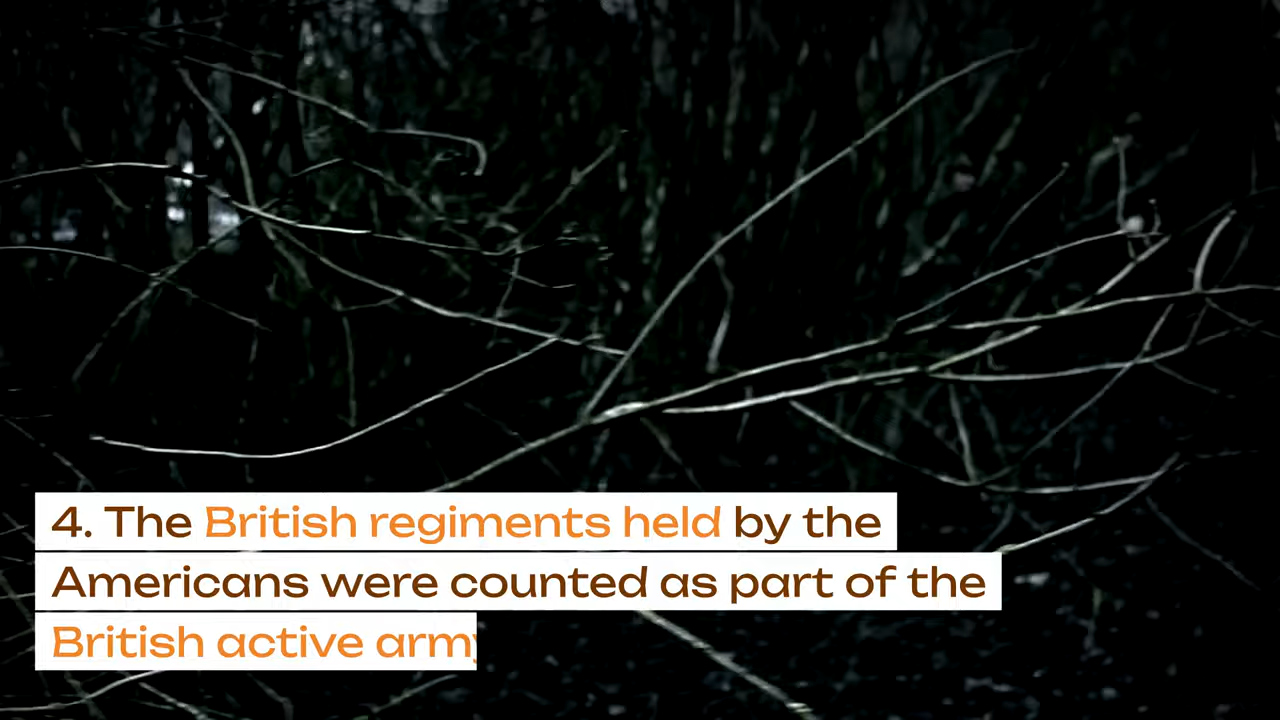 4. The British regiments held by the
Americans were counted as part of the
British active army